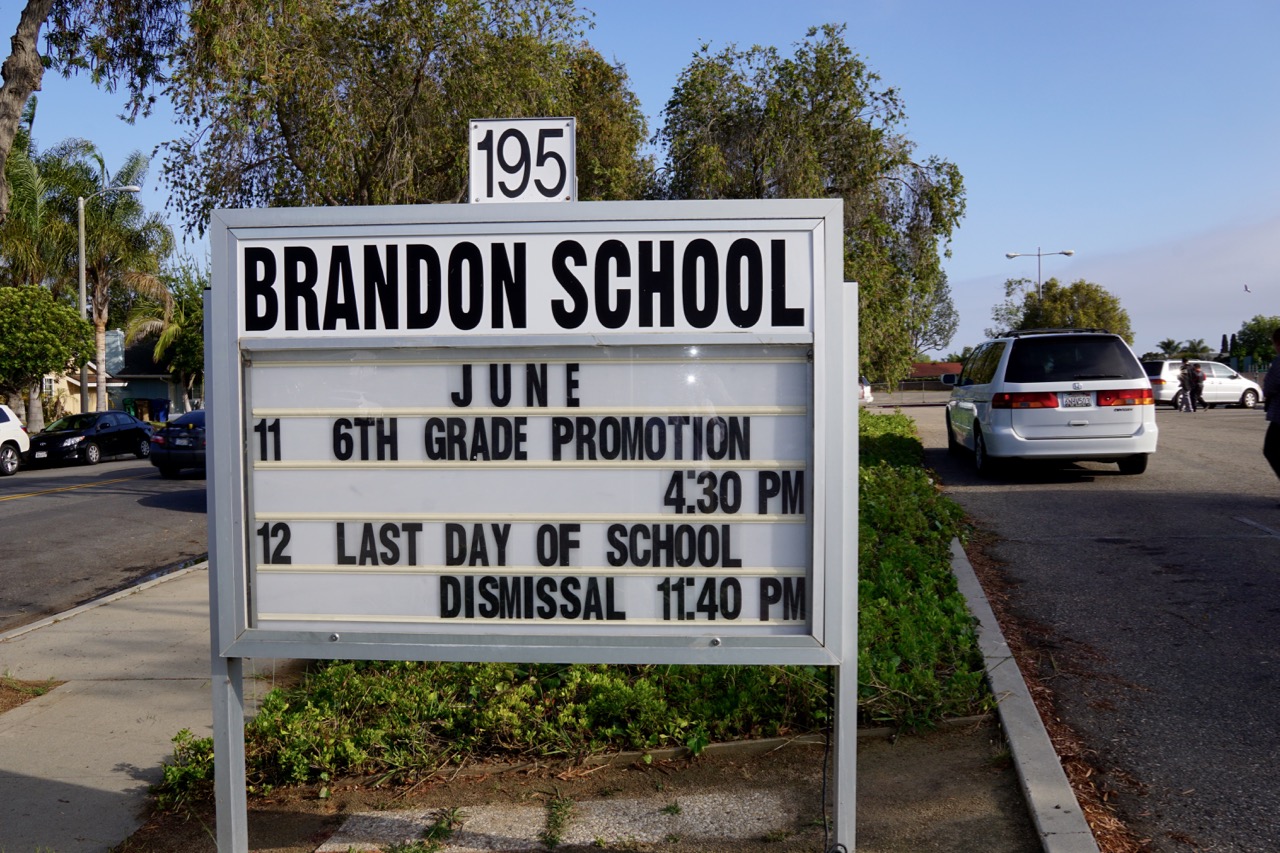 195
BRANDON SCHOOL
JUNE
11 6TH GRADE PROMOTION
4:30 PM
12 LAST DAY OF SCHOOL
DISMISSAL 11:40 PM